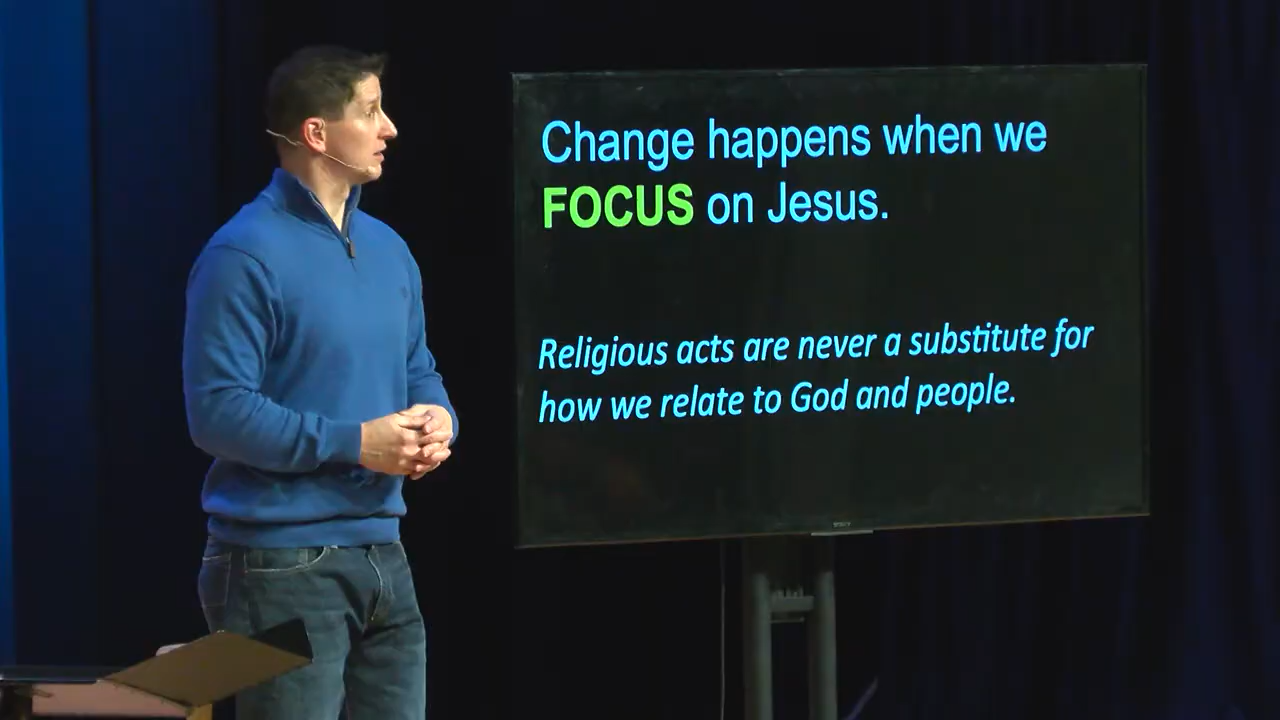 Change happens when we
FOCUS on Jesus.
Religious acts are never a substitute for
how we relate to God and people.